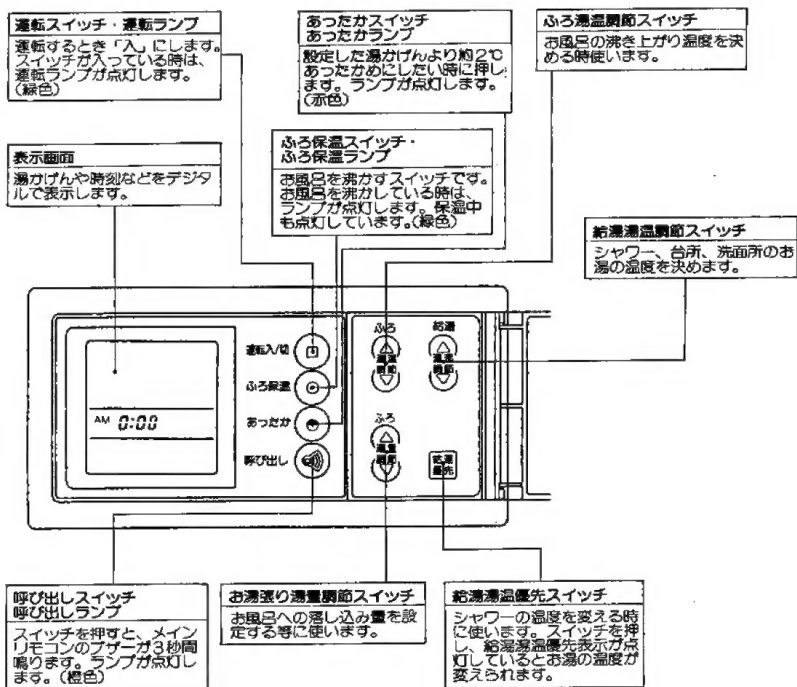 運転スイッチ・運転ランプ
運転するとき「入」にします。
スイッチが入っている時は、
運転ランプが点灯します。
(緑色)
あったかスイッチ
あったかランプ
設定した湯かげんより約2℃
あったかめにしたい時に押し
ます。ランプが点灯します。
(赤色)
ふろ湯温調節スイッチ
お風呂の沸き上がり温度を決
める時使います。
表示画面
湯かげんや時刻などをデジタ
ルで表示します。
ふろ保温スイッチ・
ふろ保温ランプ
お風呂を沸かすスイッチです。
お風呂を沸かしている時は、
ランプが点灯します。保温中
も点灯しています。(緑色)
給湯湯温調節スイッチ
シャワー、台所、洗面所のお
湯の温度を決めます。
運転入/切
ふろ保温
あったか
呼び出し
AM 0:00
ふろ
湯温
調節
給湯
湯温
調節
ふろ
湯量
調節
給湯
優先
呼び出しスイッチ
呼び出しランプ
スイッチを押すと、メイン
リモコンのブザーが3秒間
鳴ります。ランプが点灯し
ます。(橙色)
お湯張り湯量調節スイッチ
お風呂への落し込み量を設
定する等に使います。
給湯湯温優先スイッチ
シャワーの温度を変える時
に使います。スイッチを押
し、給湯湯温優先表示が点
灯しているとお湯の温度が
変えられます。